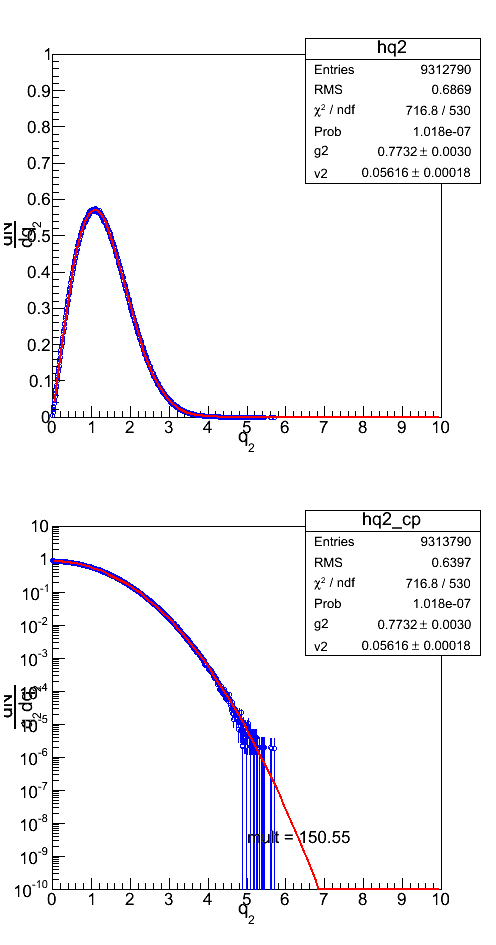 hq2
Entries 9312790
RMS 0.6869
χ² / ndf 716.8 / 530
Prob 1.018e-07
g2 0.7732 ± 0.0030
v2 0.05616 ± 0.00018
1
0.9
0.8
0.7
0.6
0.5
0.4
0.3
0.2
0.1
0
dN
dq₂
0 1 2 3 4 5 6 7 8 9 10
q₂
hq2_cp
Entries 9313790
RMS 0.6397
χ² / ndf 716.8 / 530
Prob 1.018e-07
g2 0.7732 ± 0.0030
v2 0.05616 ± 0.00018
10
1
10⁻¹
10⁻²
10⁻³
10⁻⁴
10⁻⁵
10⁻⁶
10⁻⁷
10⁻⁸
10⁻⁹
10⁻¹⁰
dN
q₂dq₂
mult = 150.55
0 1 2 3 4 5 6 7 8 9 10
q₂